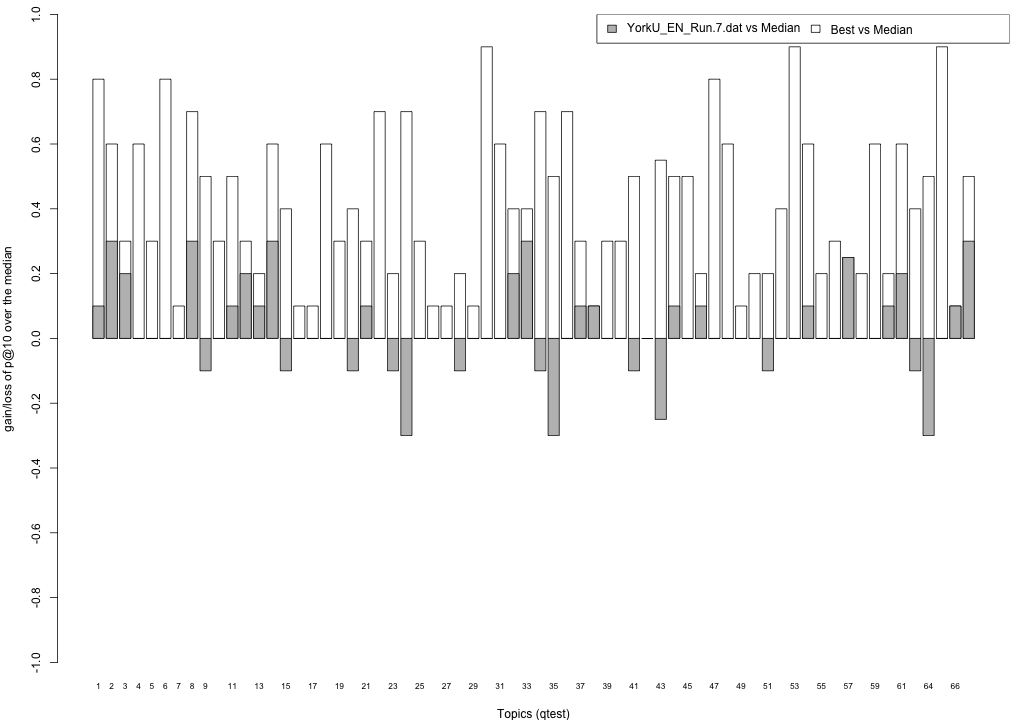 YorkU_EN_Run.7.dat vs Median
Best vs Median
gain/loss of p@10 over the median
1.0
0.8
0.6
0.4
0.2
0.0
-0.2
-0.4
-0.6
-0.8
-1.0
1 2 3 4 5 6 7 8 9 11 13 15 17 19 21 23 25 27 29 31 33 35 37 39 41 43 45 47 49 51 53 55 57 59 61 64 66
Topics (qtest)